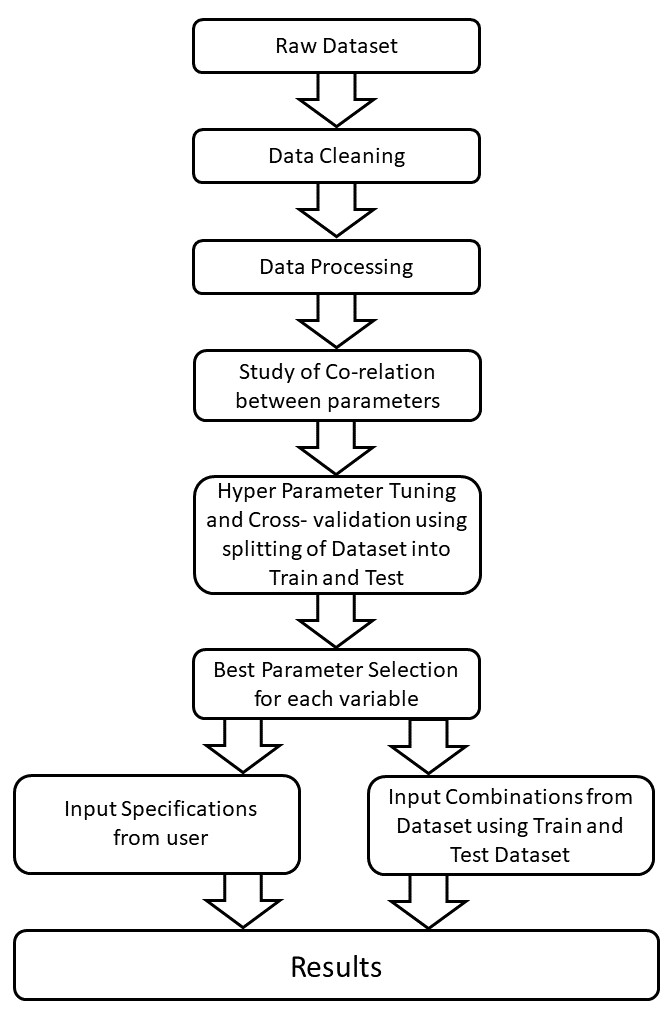 Raw Dataset
Data Cleaning
Data Processing
Study of Co-relation
between parameters
Hyper Parameter Tuning
and Cross- validation using
splitting of Dataset into
Train and Test
Best Parameter Selection
for each variable
Input Specifications
from user
Input Combinations from
Dataset using Train and
Test Dataset
Results